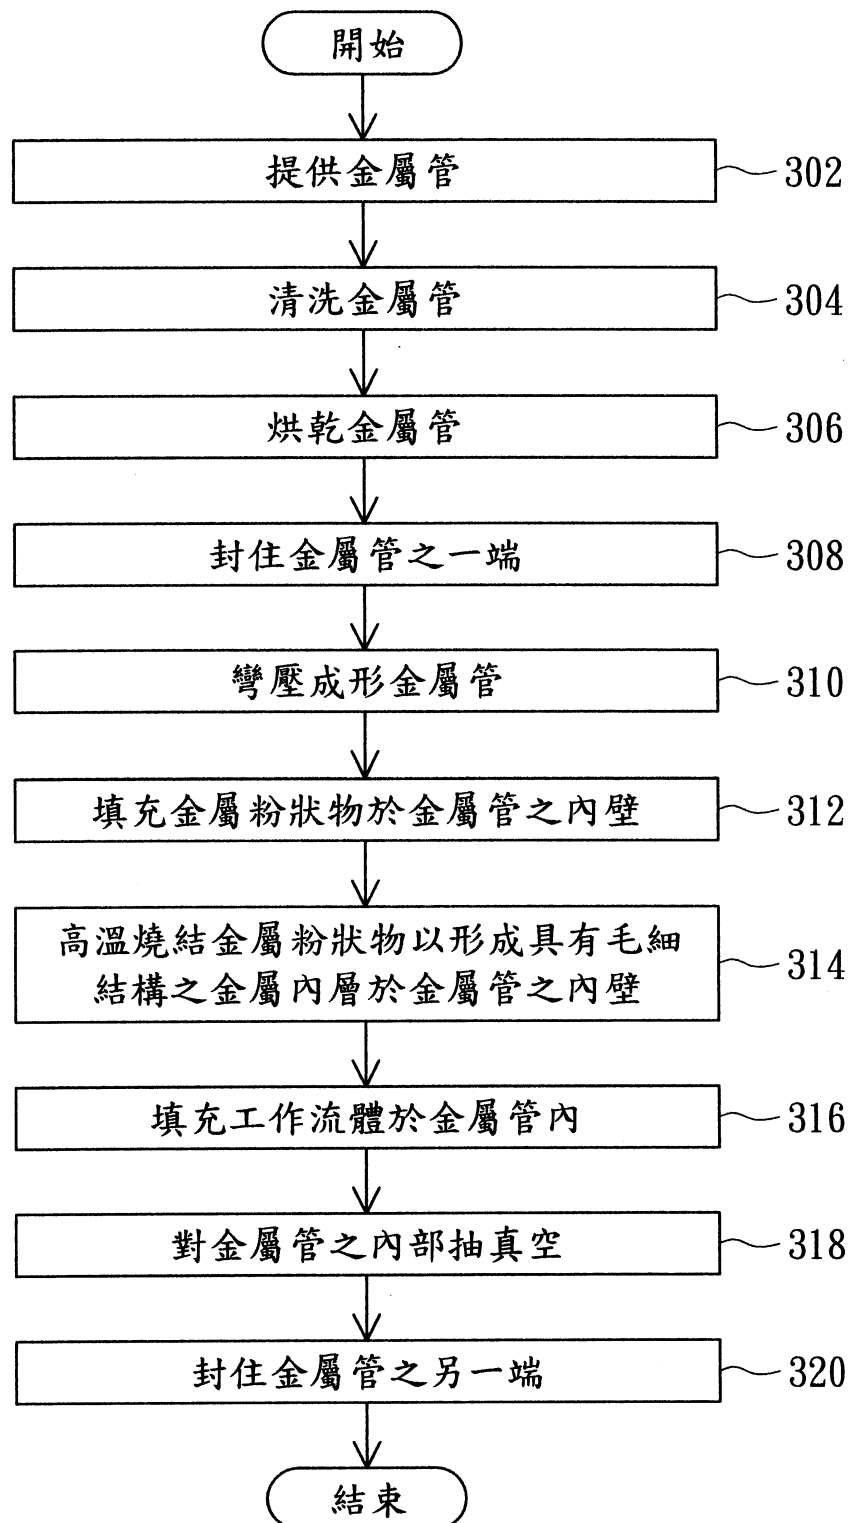 開始
提供金屬管
302
清洗金屬管
304
烘乾金屬管
306
封住金屬管之一端
308
彎壓成形金屬管
310
填充金屬粉狀物於金屬管之內壁
312
高溫燒結金屬粉狀物以形成具有毛細
結構之金屬內層於金屬管之內壁
314
填充工作流體於金屬管內
316
對金屬管之內部抽真空
318
封住金屬管之另一端
320
結束